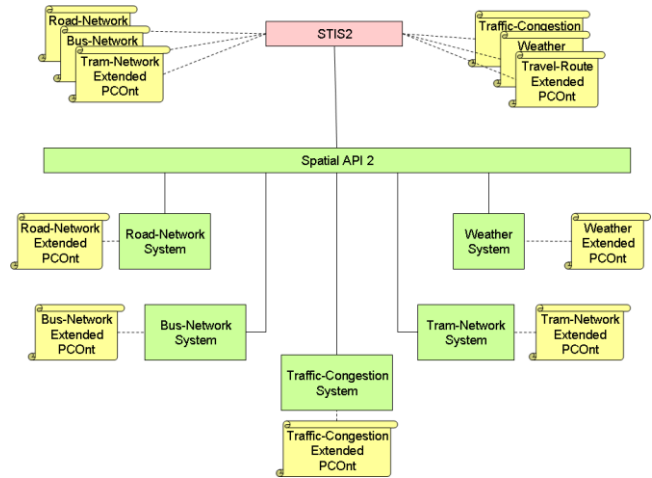 Road-Network
Bus-Network
Tram-Network
Extended
PCOnt
STIS2
Traffic-Congestion
Weather
Travel-Route
Extended
PCOnt
Spatial API 2
Road-Network
Extended
PCOnt
Road-Network
System
Weather
System
Weather
Extended
PCOnt
Bus-Network
Extended
PCOnt
Bus-Network
System
Tram-Network
System
Tram-Network
Extended
PCOnt
Traffic-Congestion
System
Traffic-Congestion
Extended
PCOnt